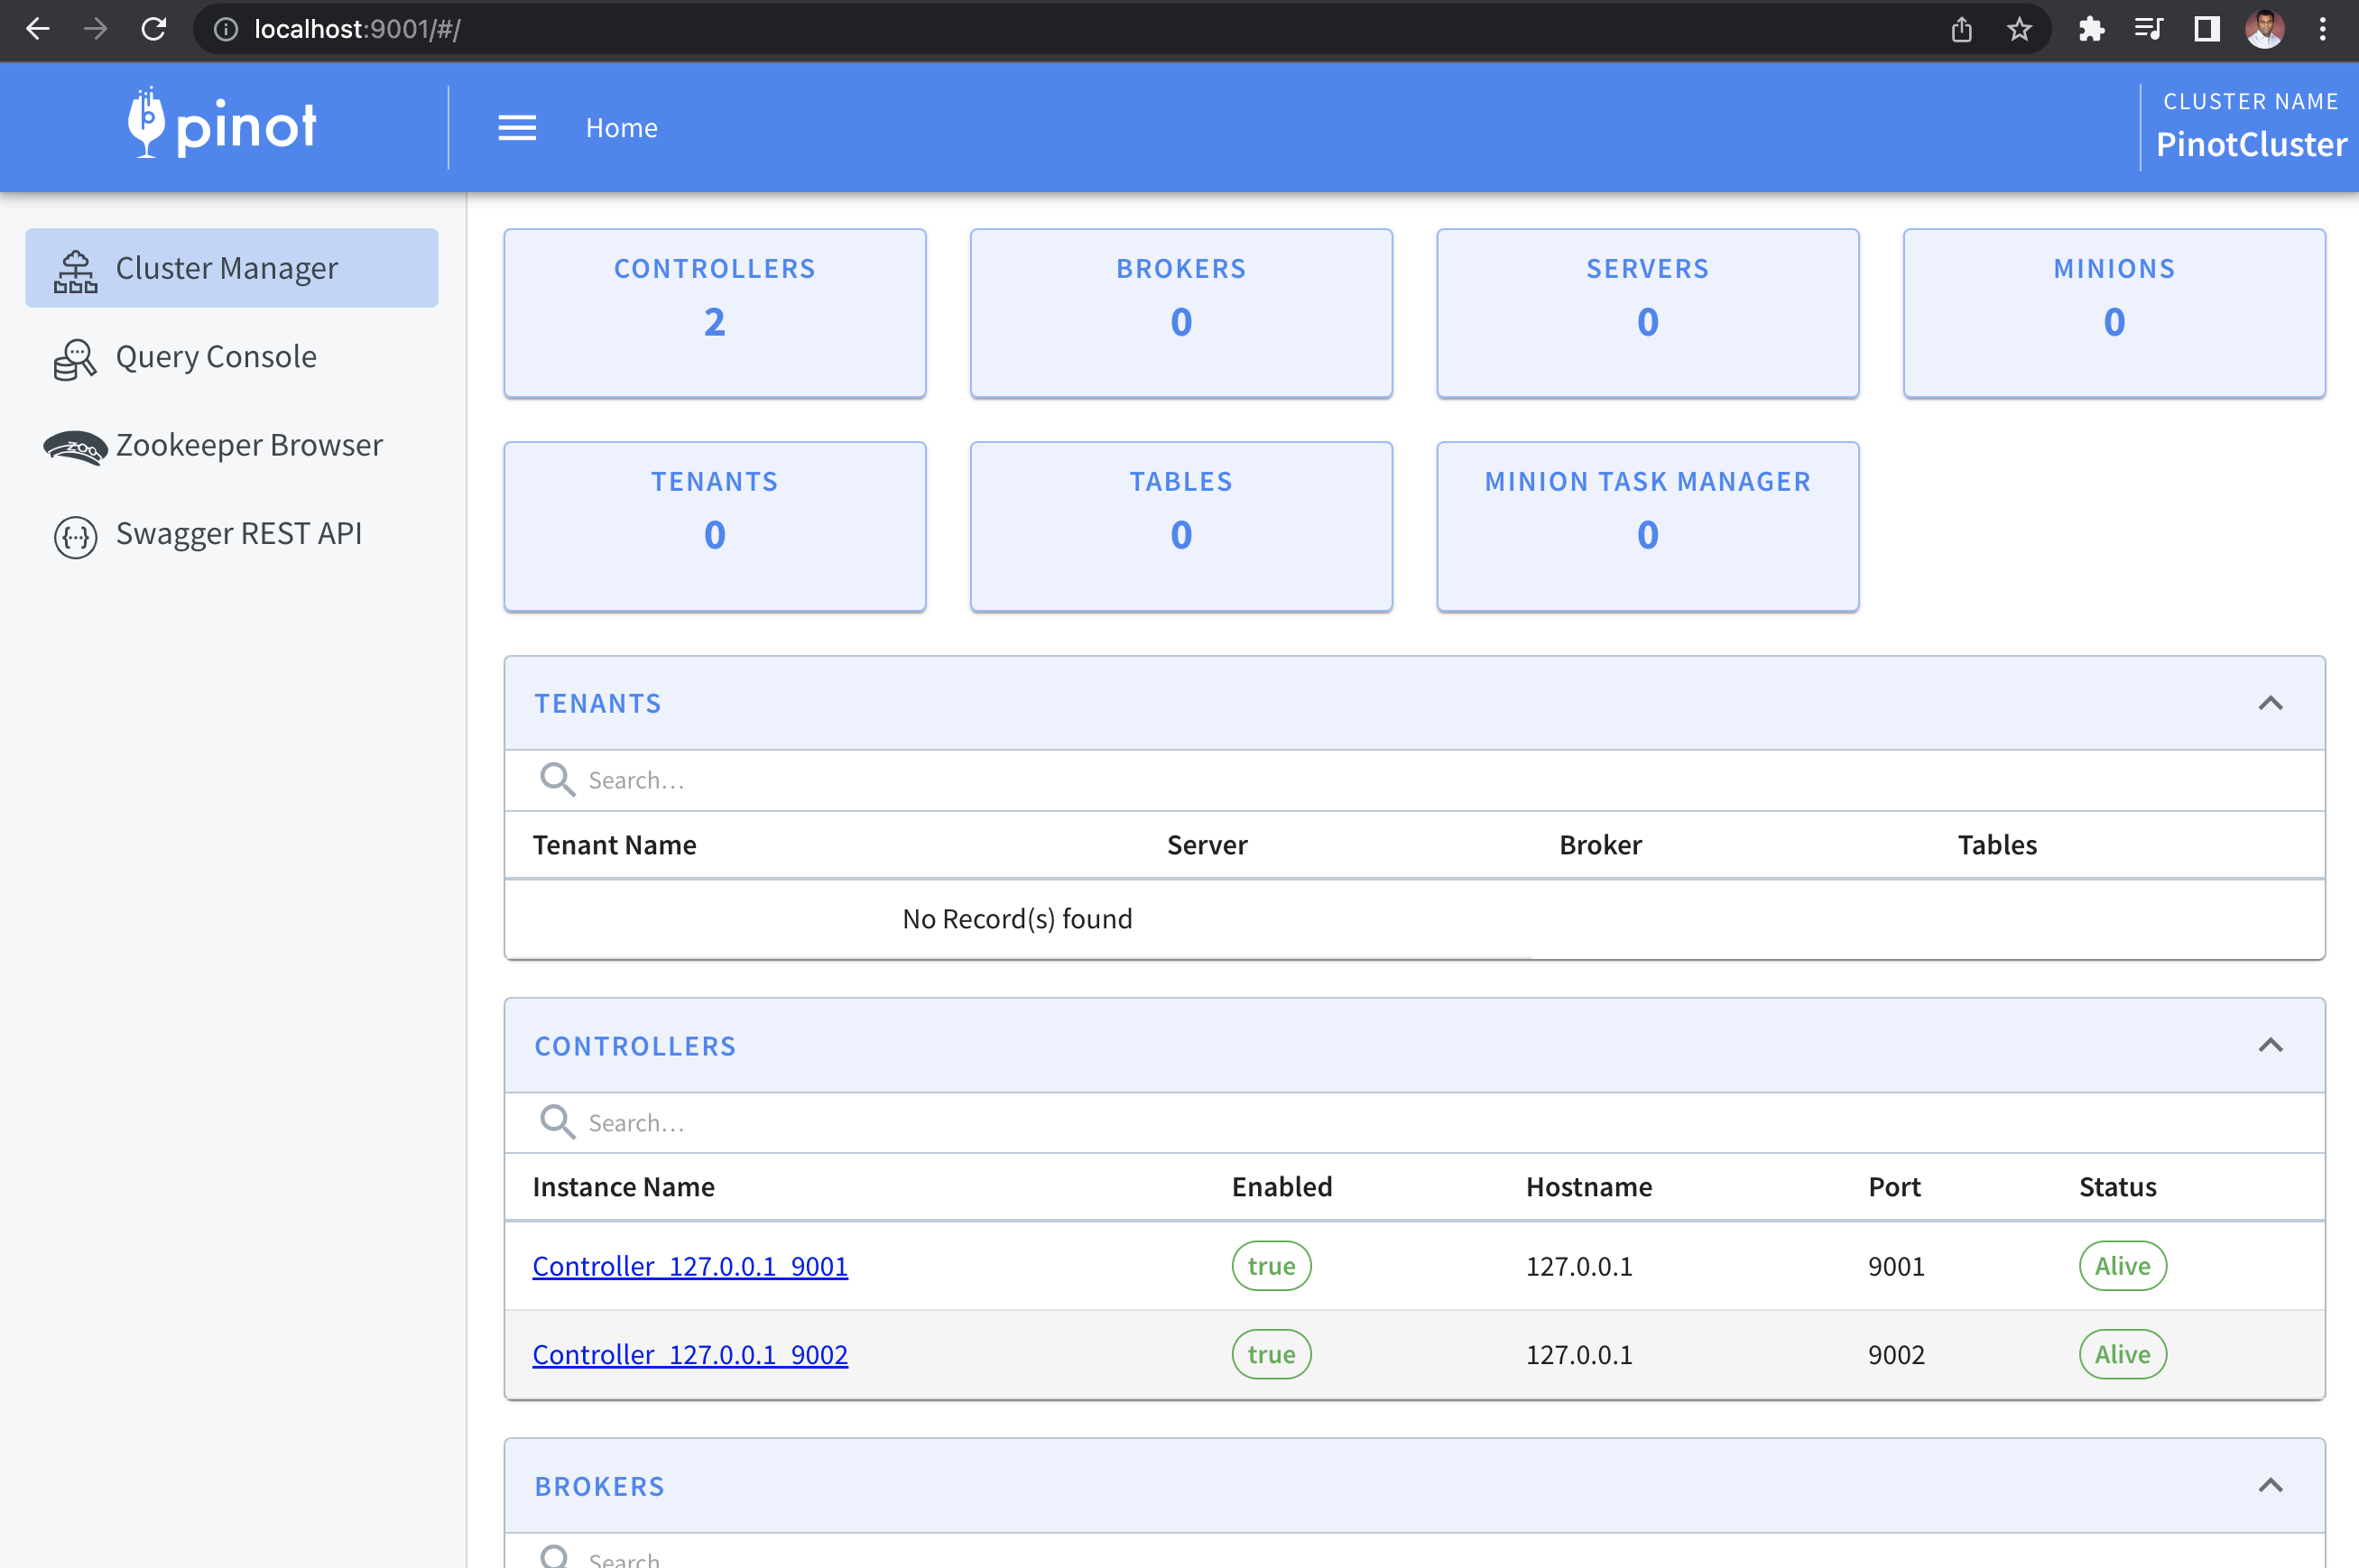 localhost:9001/#/
pinot
Home
CLUSTER NAME
PinotCluster
Cluster Manager
Query Console
ZOO
Zookeeper Browser
{...}
Swagger REST API
CONTROLLERS
2
BROKERS
0
SERVERS
0
MINIONS
0
TENANTS
0
TABLES
0
MINION TASK MANAGER
0
TENANTS
Search…
Tenant Name Server Broker Tables
No Record(s) found
CONTROLLERS
Search…
Instance Name Enabled Hostname Port Status
Controller_127.0.0.1_9001 true 127.0.0.1 9001 Alive
Controller_127.0.0.1_9002 true 127.0.0.1 9002 Alive
BROKERS
Search